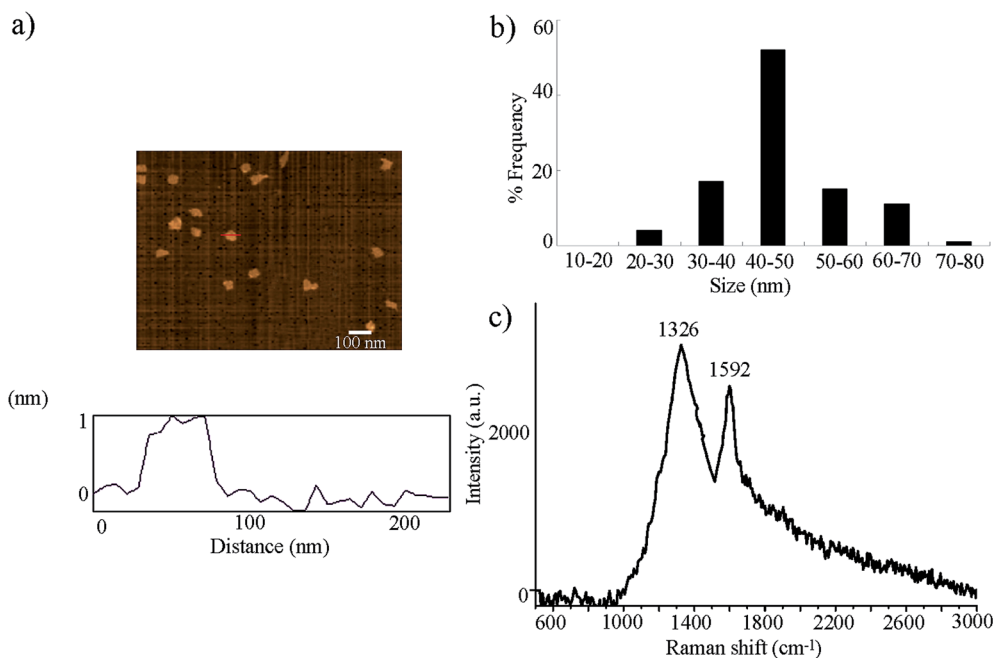 a)
100 nm
(nm)
1
0
0 100 200
Distance (nm)
b)
% Frequency
60
40
20
0
10-20 20-30 30-40 40-50 50-60 60-70 70-80
Size (nm)
c)
1326
1592
Intensity (a.u.)
2000
0
600 1000 1400 1800 2200 2600 3000
Raman shift (cm⁻¹)